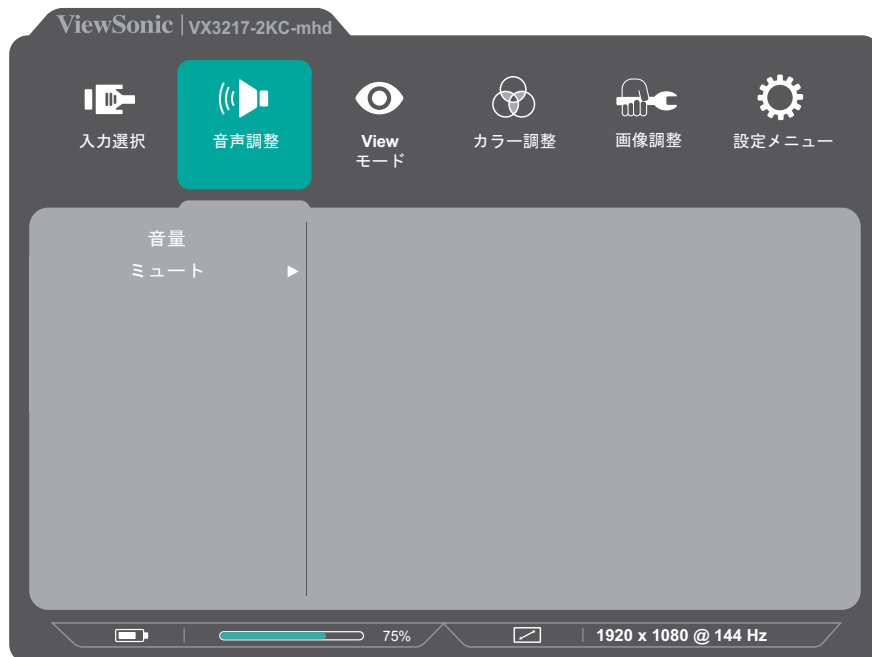 ViewSonic | VX3217-2KC-mhd
入力選択
音声調整
View
モード
カラー調整
画像調整
設定メニュー
音量
ミュート
75%
1920 x 1080 @ 144 Hz